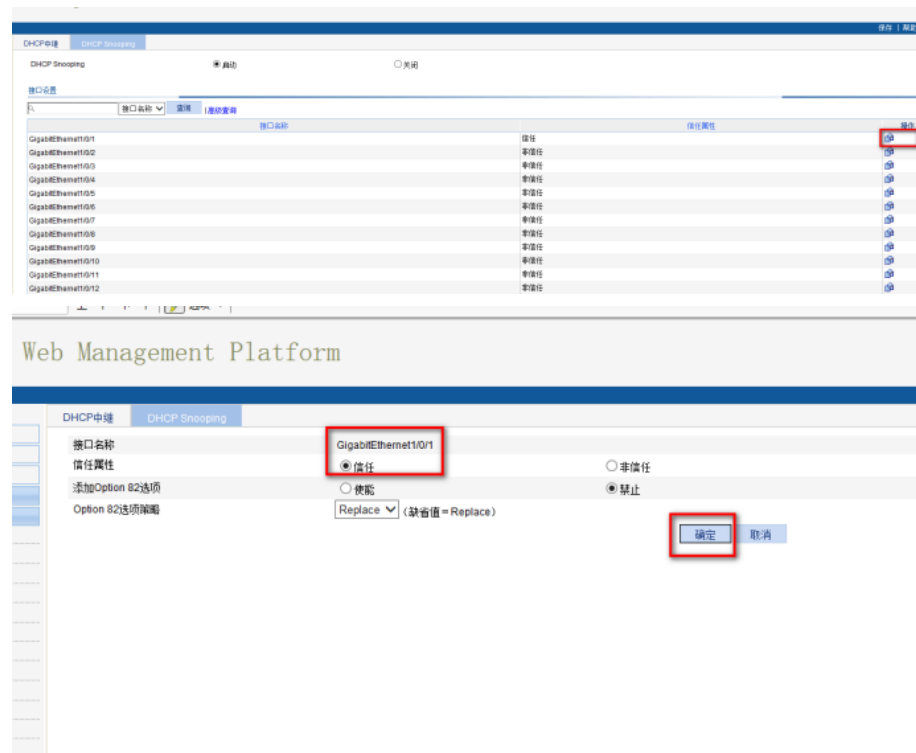 保存 | 帮助
DHCP中继 DHCP Snooping
DHCP Snooping 启动 关闭
接口设置
接口名称 查询 | 高级查询
接口名称 信任属性 操作
GigabitEthernet1/0/1 信任
GigabitEthernet1/0/2 非信任
GigabitEthernet1/0/3 非信任
GigabitEthernet1/0/4 非信任
GigabitEthernet1/0/5 非信任
GigabitEthernet1/0/6 非信任
GigabitEthernet1/0/7 非信任
GigabitEthernet1/0/8 非信任
GigabitEthernet1/0/9 非信任
GigabitEthernet1/0/10 非信任
GigabitEthernet1/0/11 非信任
GigabitEthernet1/0/12 非信任
Web Management Platform
DHCP中继 DHCP Snooping
接口名称 GigabitEthernet1/0/1
信任属性 信任 非信任
添加Option 82选项 使能 禁止
Option 82选项策略 Replace (缺省值=Replace)
确定 取消